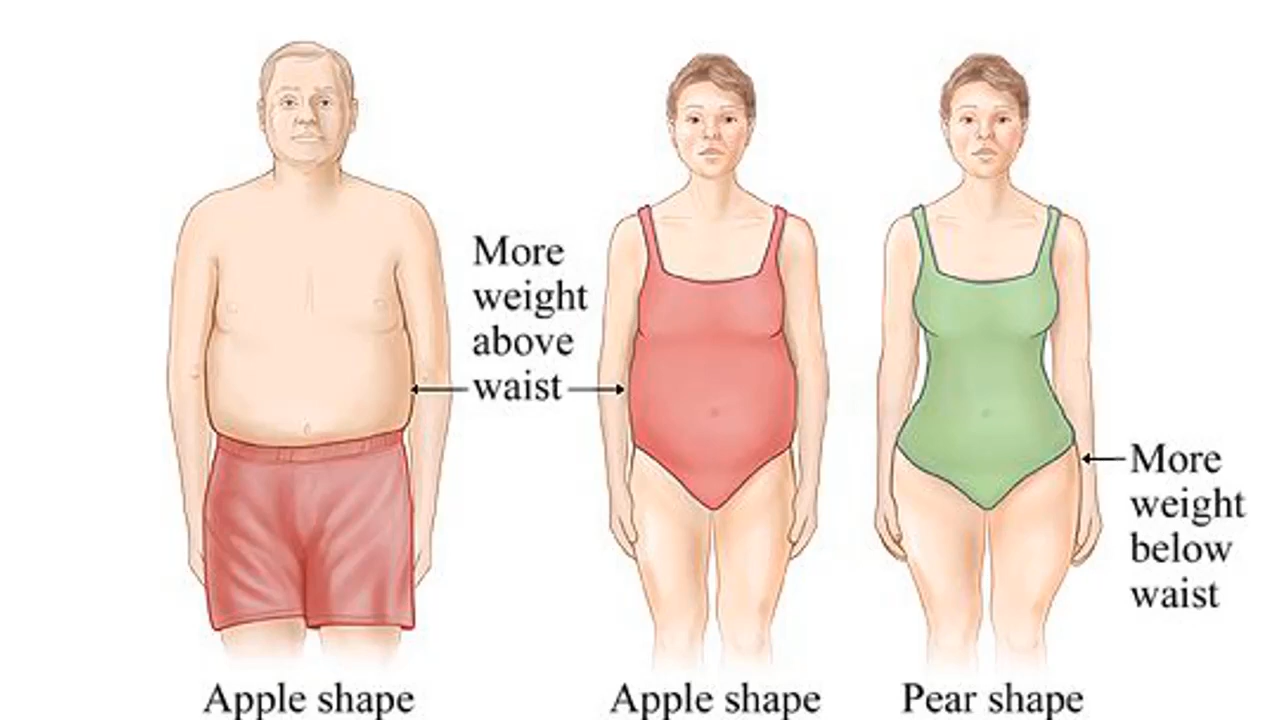 More
weight
above
waist
More
weight
below
waist
Apple shape
Apple shape
Pear shape